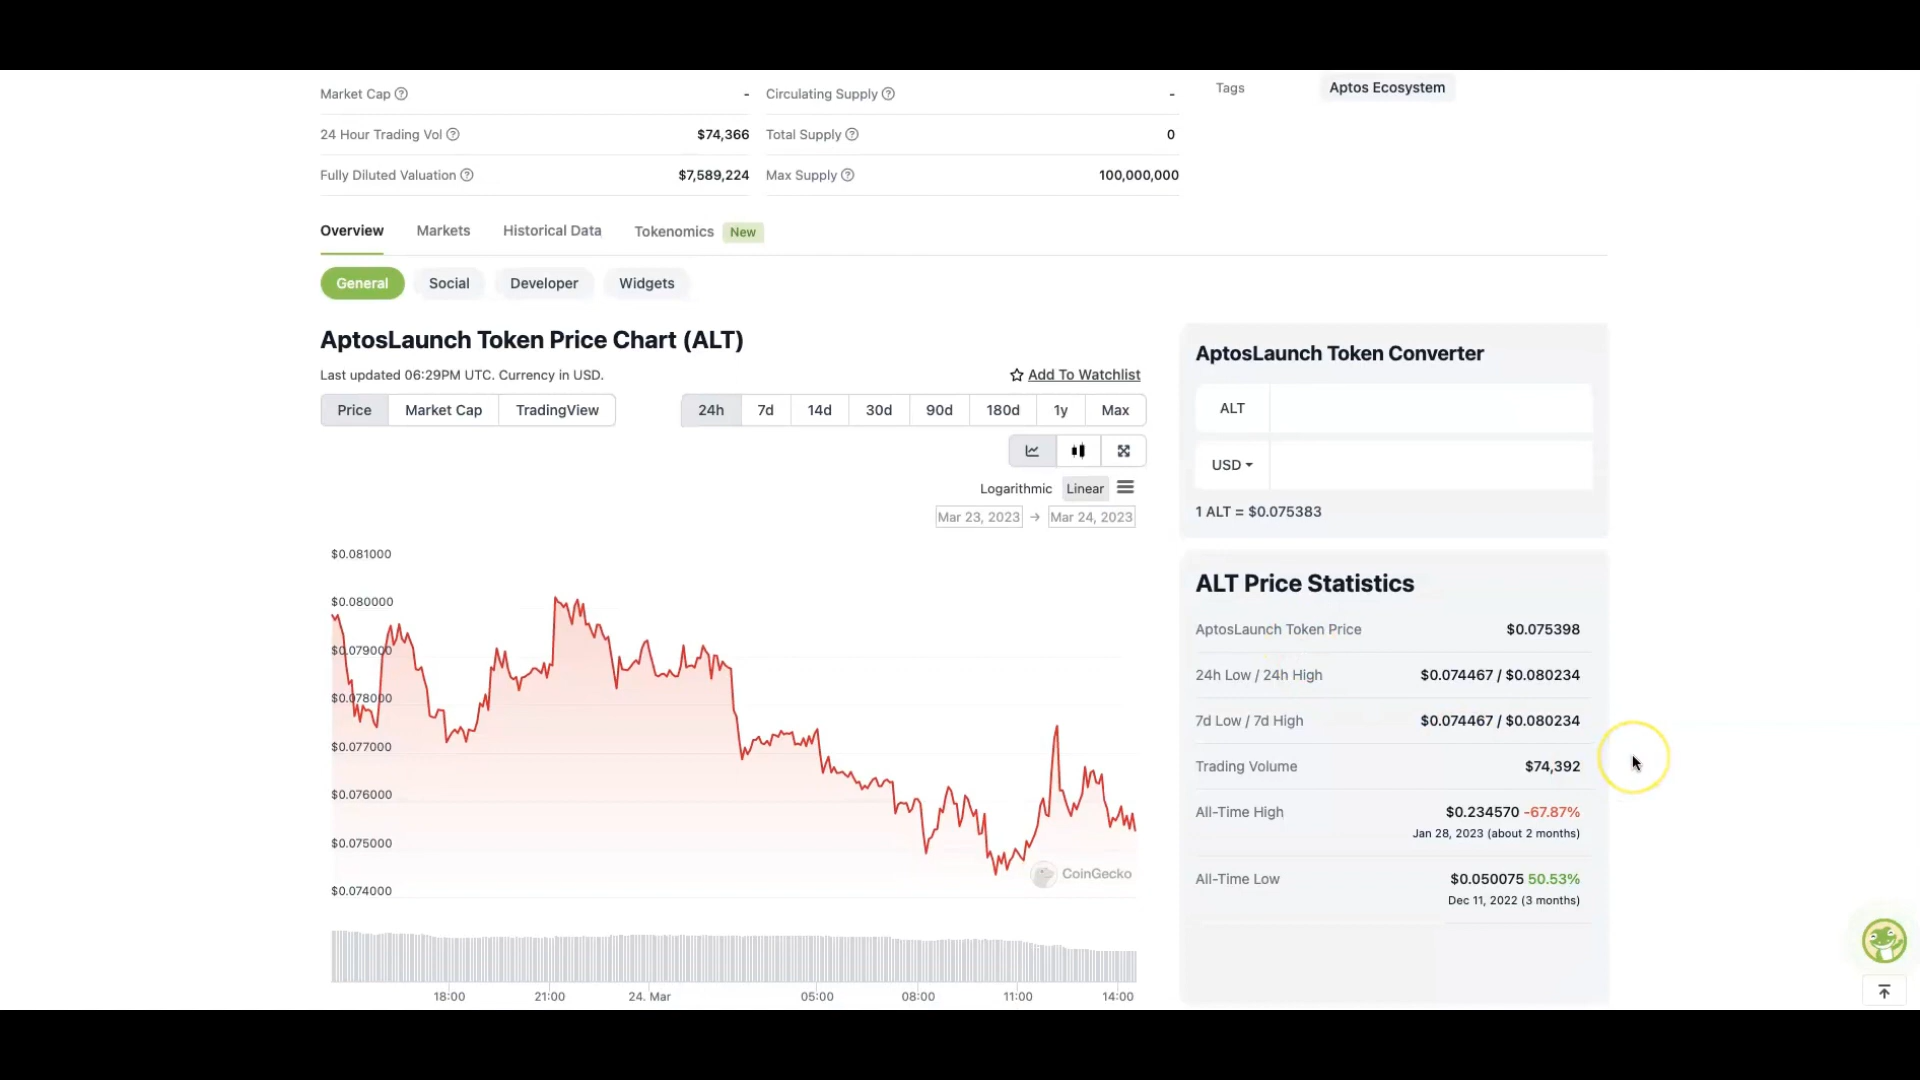 Market Cap - Circulating Supply - Tags Aptos Ecosystem
24 Hour Trading Vol $74,366 Total Supply 0
Fully Diluted Valuation $7,589,224 Max Supply 100,000,000
Overview Markets Historical Data Tokenomics New
General Social Developer Widgets
AptosLaunch Token Price Chart (ALT)
Last updated 06:29PM UTC. Currency in USD.
Add To Watchlist
Price Market Cap TradingView 24h 7d 14d 30d 90d 180d 1y Max
Logarithmic Linear
Mar 23, 2023 → Mar 24, 2023
$0.081000
$0.080000
$0.079000
$0.078000
$0.077000
$0.076000
$0.075000
$0.074000
CoinGecko
18:00 21:00 24. Mar 05:00 08:00 11:00 14:00
AptosLaunch Token Converter
ALT
USD
1 ALT = $0.075383
ALT Price Statistics
AptosLaunch Token Price $0.075398
24h Low / 24h High $0.074467 / $0.080234
7d Low / 7d High $0.074467 / $0.080234
Trading Volume $74,392
All-Time High $0.234570 -67.87%
Jan 28, 2023 (about 2 months)
All-Time Low $0.050075 50.53%
Dec 11, 2022 (3 months)